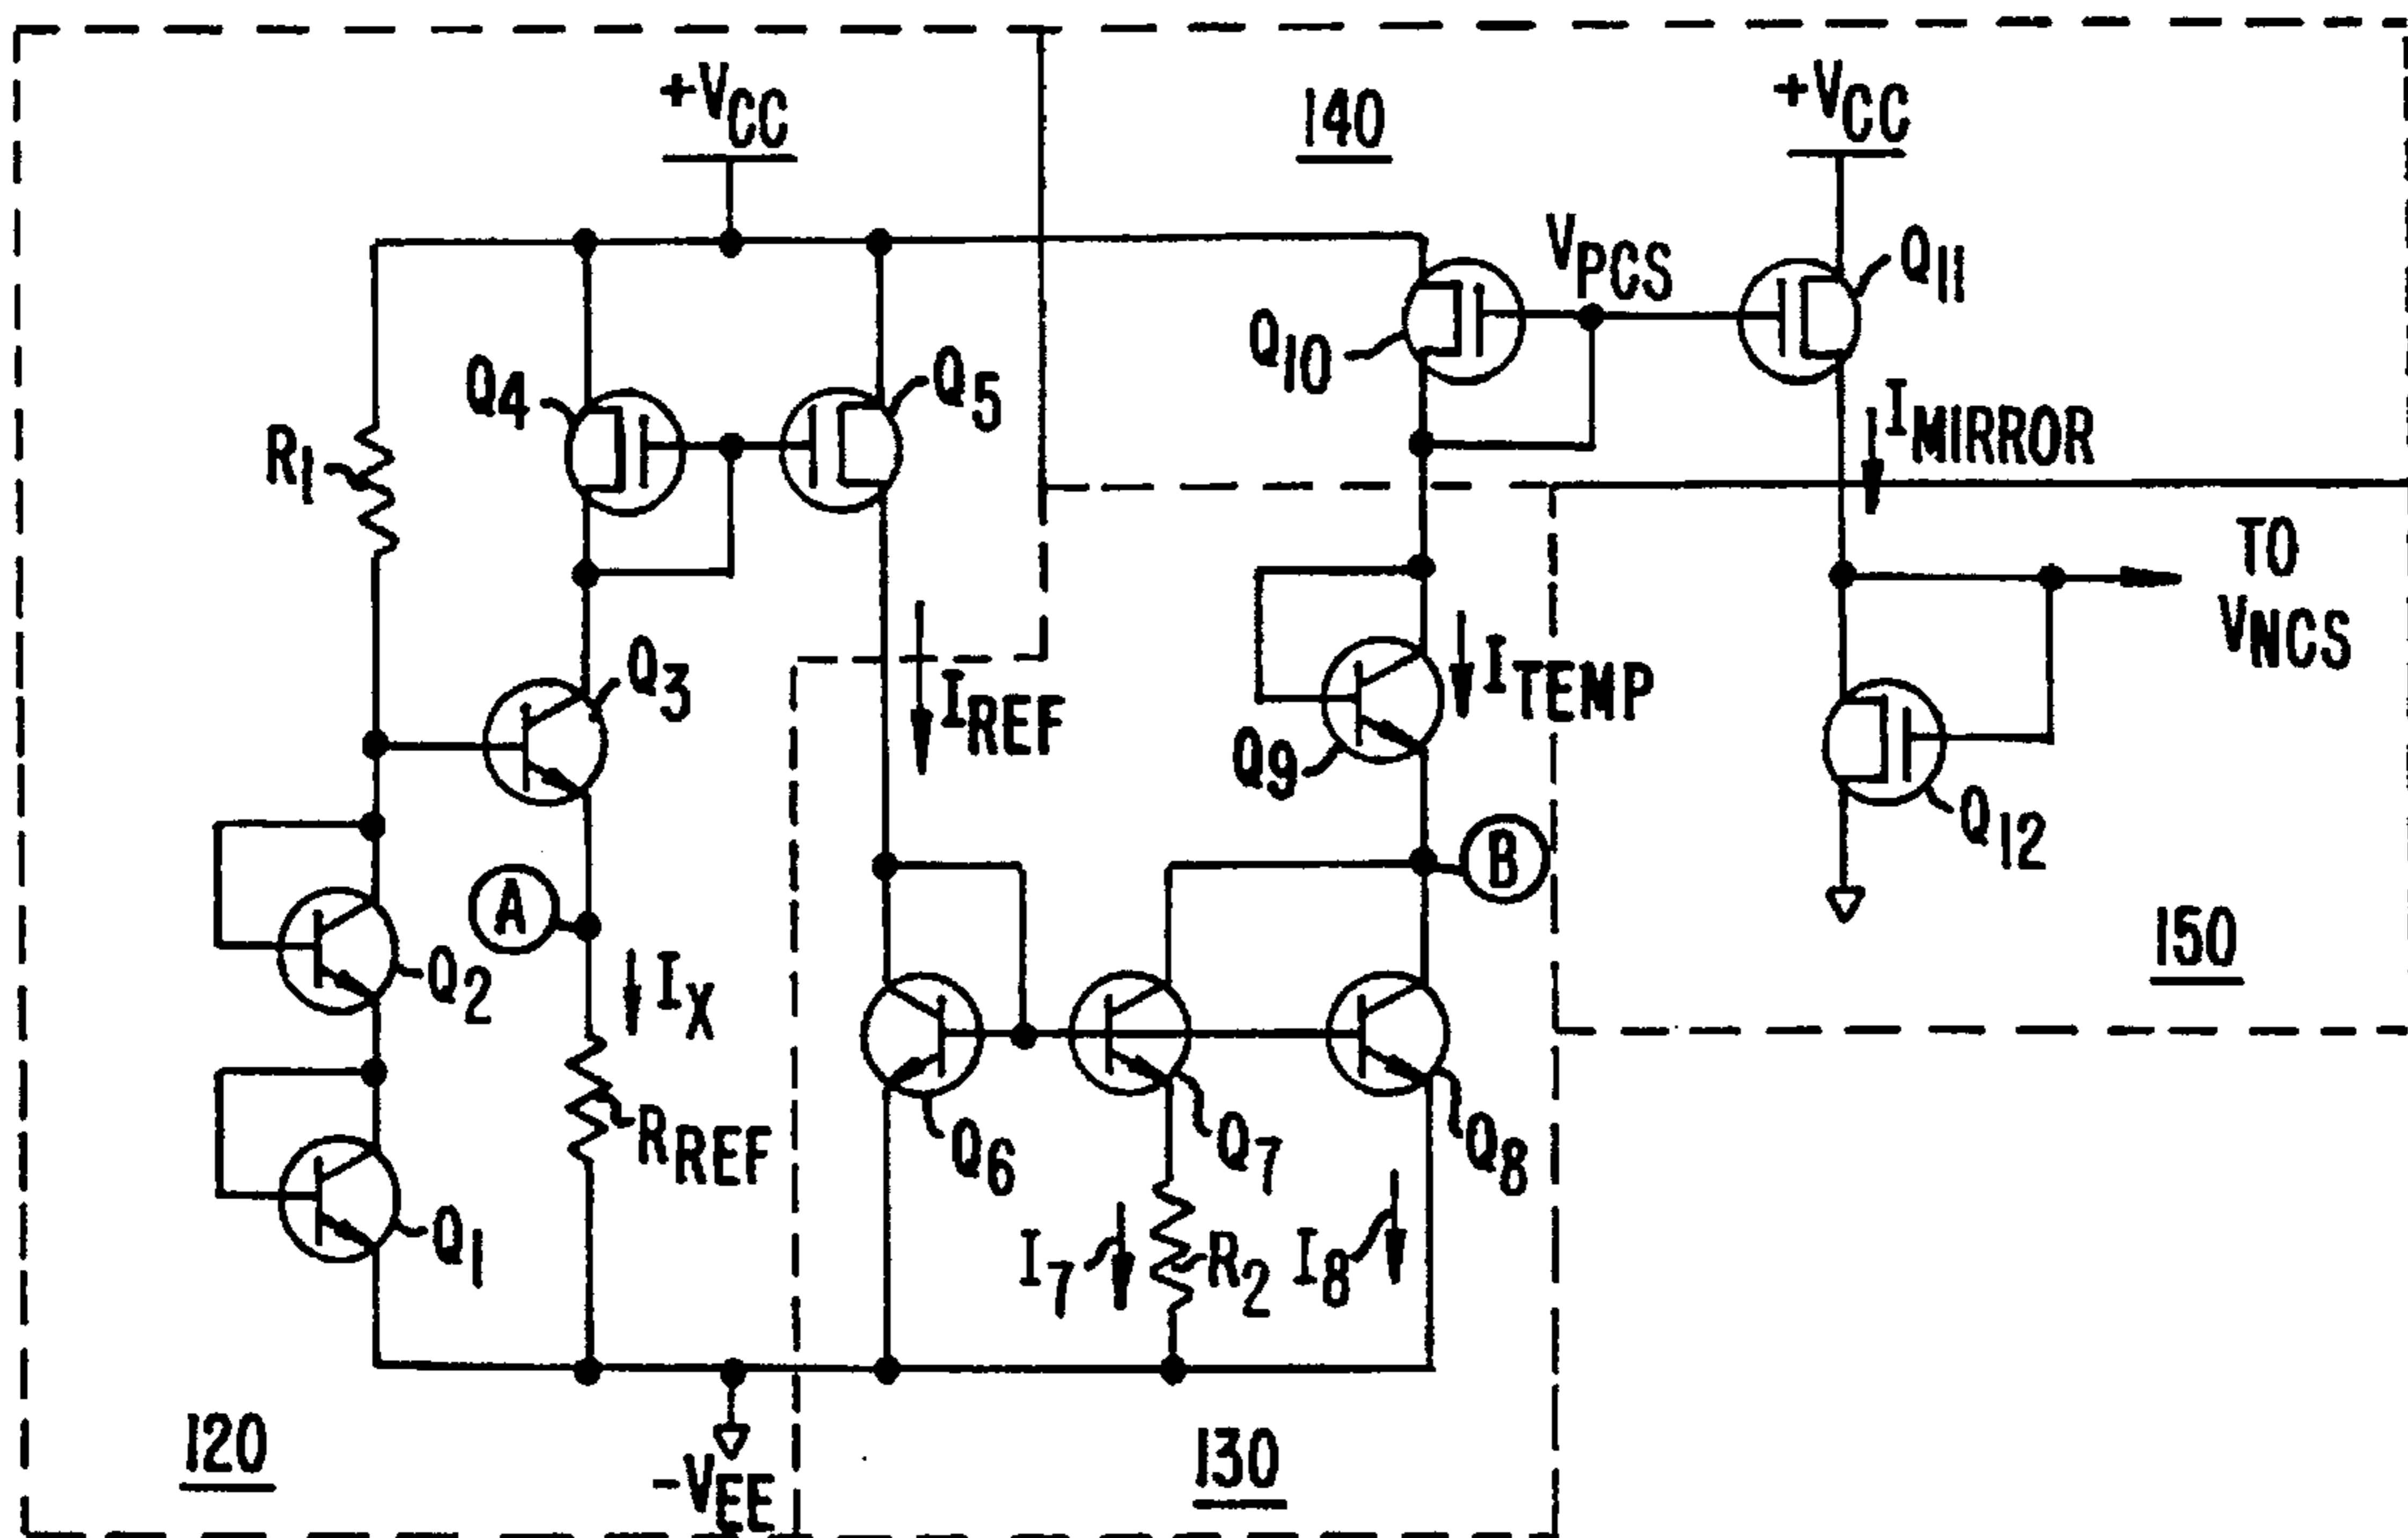 +VCC
140
+VCC
VPCS
Q11
Q10
Q4
Q5
R1
IMIRROR
TO
VNCS
Q3
IREF
ITEMP
Q9
Q12
A
B
150
Q2
IX
RREF
Q6
Q7
Q8
Q1
I7
R2
I8
120
130
-VEE